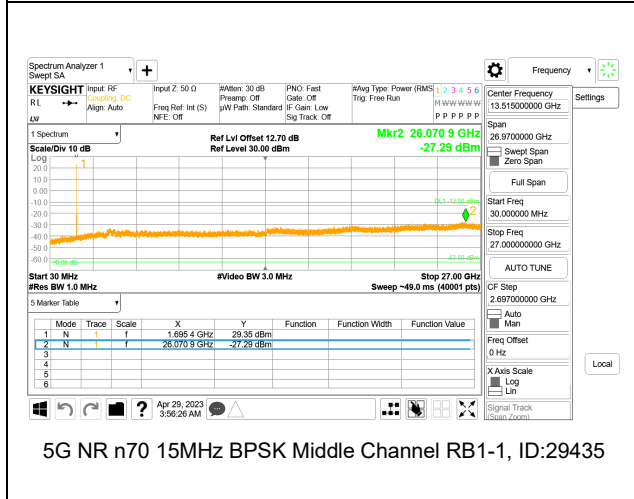 Spectrum Analyzer 1
Swept SA
Frequency
Settings
KEYSIGHT
RL
Input: RF
Coupling: DC
Align: Auto
Input Z: 50 Ω
Freq Ref: Int (S)
NFE: Off
#Atten: 30 dB
Preamp: Off
µW Path: Standard
PNO: Fast
Gate: Off
IF Gain: Low
Sig Track: Off
#Avg Type: Power (RMS
Trig: Free Run
1 2 3 4 5 6
M W W W W W
P P P P P P
1 Spectrum
Scale/Div 10 dB
Ref Lvl Offset 12.70 dB
Ref Level 30.00 dBm
Mkr2 26.070 9 GHz
-27.29 dBm
Log
20.0
10.0
0.00
-10.0
-20.0
-30.0
-40.0
-50.0
-60.0
1
2
DL1 -13.00 dBm
Start 30 MHz
#Res BW 1.0 MHz
#Video BW 3.0 MHz
Stop 27.00 GHz
Sweep ~49.0 ms (40001 pts)
5 Marker Table
Mode Trace Scale X Y Function Function Width Function Value
1 N 1 f 1.695 4 GHz 29.35 dBm
2 N 1 f 26.070 9 GHz -27.29 dBm
3
4
5
6
Apr 29, 2023
3:56:26 AM
Center Frequency
13.515000000 GHz
Span
26.9700000 GHz
Swept Span
Zero Span
Full Span
Start Freq
30.000000 MHz
Stop Freq
27.000000000 GHz
AUTO TUNE
CF Step
2.697000000 GHz
Auto
Man
Freq Offset
0 Hz
X Axis Scale
Log
Lin
Signal Track
(Span Zoom)
Local
5G NR n70 15MHz BPSK Middle Channel RB1-1, ID:29435